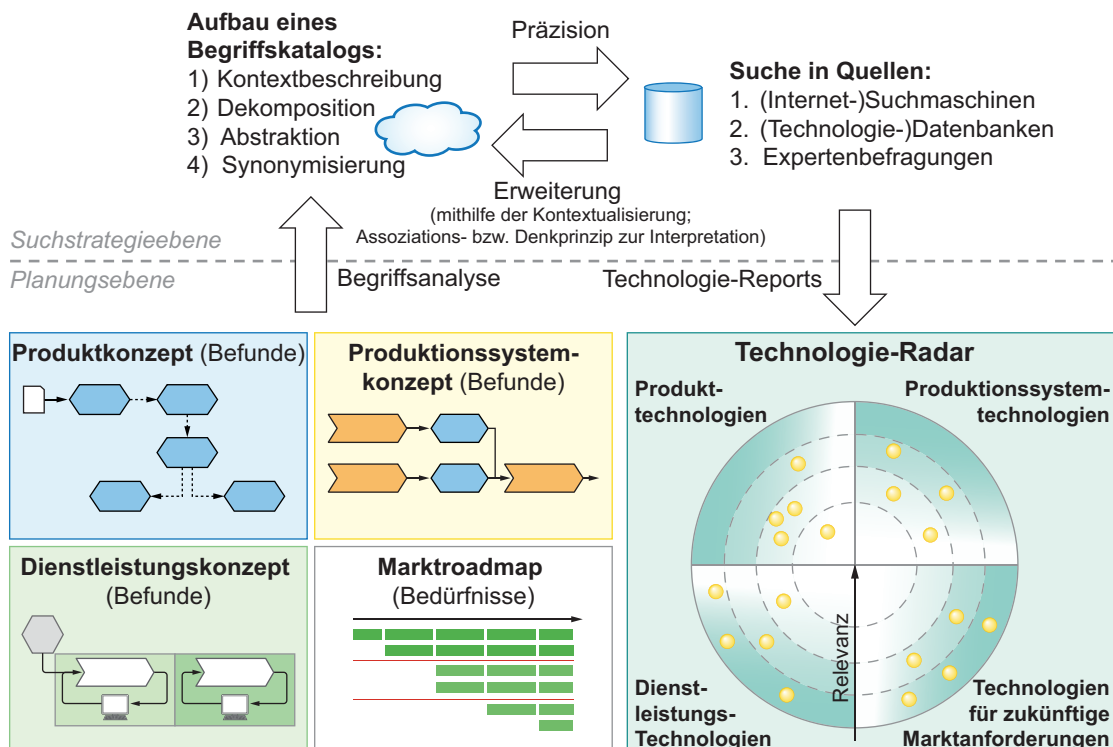 Aufbau eines
Begriffskatalogs:
1) Kontextbeschreibung
2) Dekomposition
3) Abstraktion
4) Synonymisierung
Präzision
Suche in Quellen:
1. (Internet-)Suchmaschinen
2. (Technologie-)Datenbanken
3. Expertenbefragungen
Erweiterung
(mithilfe der Kontextualisierung;
Assoziations- bzw. Denkprinzip zur Interpretation)
Suchstrategieebene
Planungsebene
Begriffsanalyse
Technologie-Reports
Produktkonzept (Befunde)
Produktionssystem-
konzept (Befunde)
Dienstleistungskonzept
(Befunde)
Marktroadmap
(Bedürfnisse)
Technologie-Radar
Produkt-
technologien
Produktionssystem-
technologien
Relevanz
Dienst-
leistungs-
Technologien
Technologien
für zukünftige
Marktanforderungen